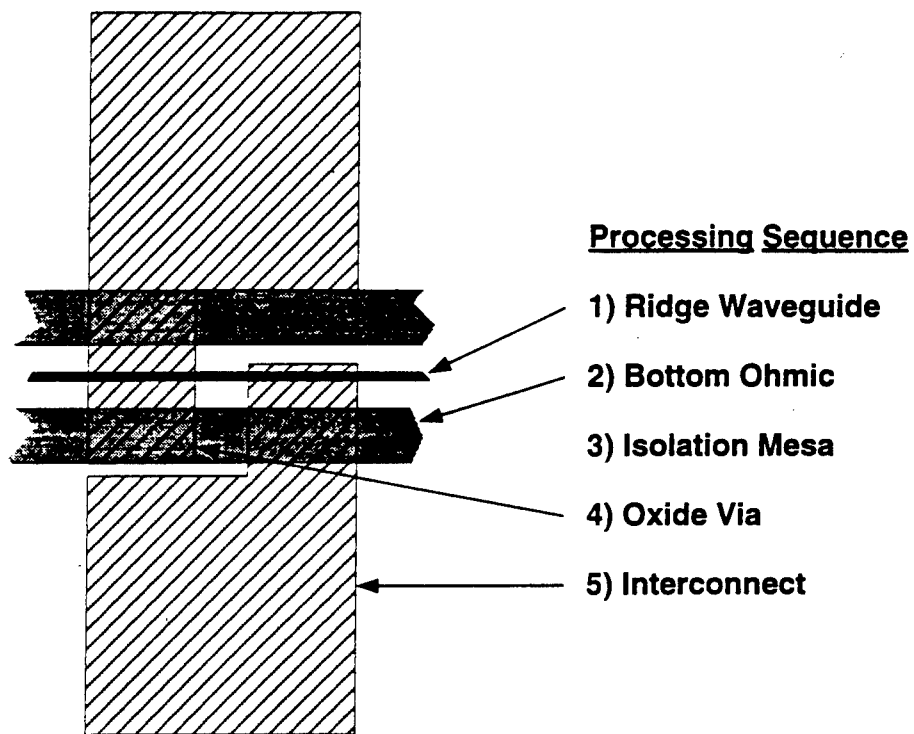 Processing Sequence
1) Ridge Waveguide
2) Bottom Ohmic
3) Isolation Mesa
4) Oxide Via
5) Interconnect